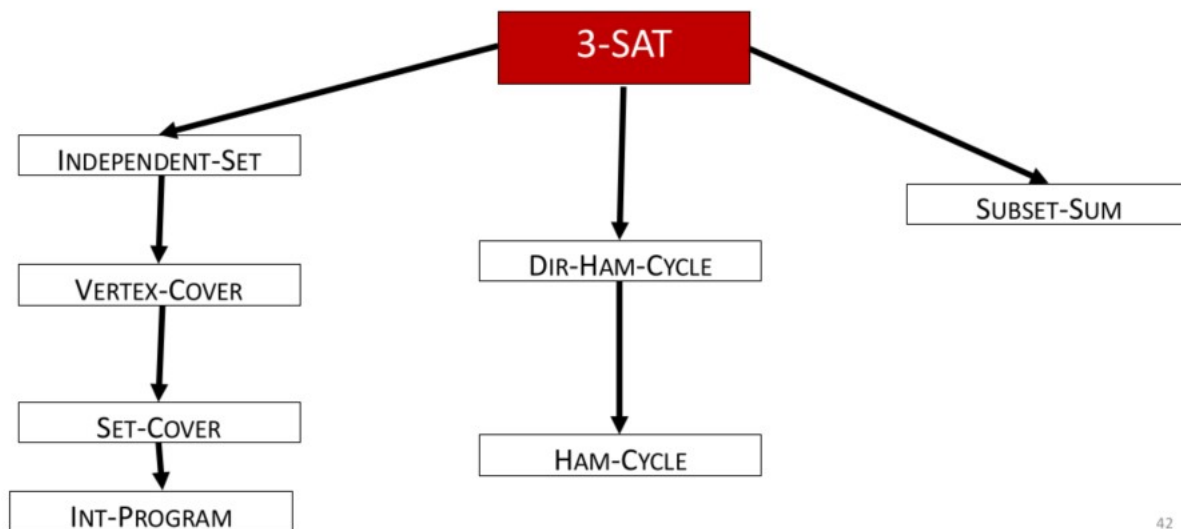 3-SAT
INDEPENDENT-SET
SUBSET-SUM
VERTEX-COVER
DIR-HAM-CYCLE
SET-COVER
HAM-CYCLE
INT-PROGRAM
42